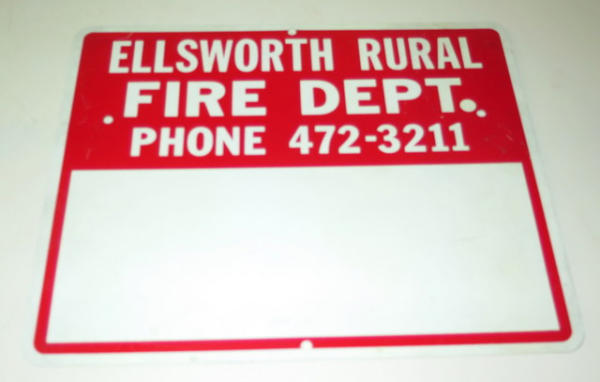 ELLSWORTH RURAL
FIRE DEPT.
PHONE 472-3211